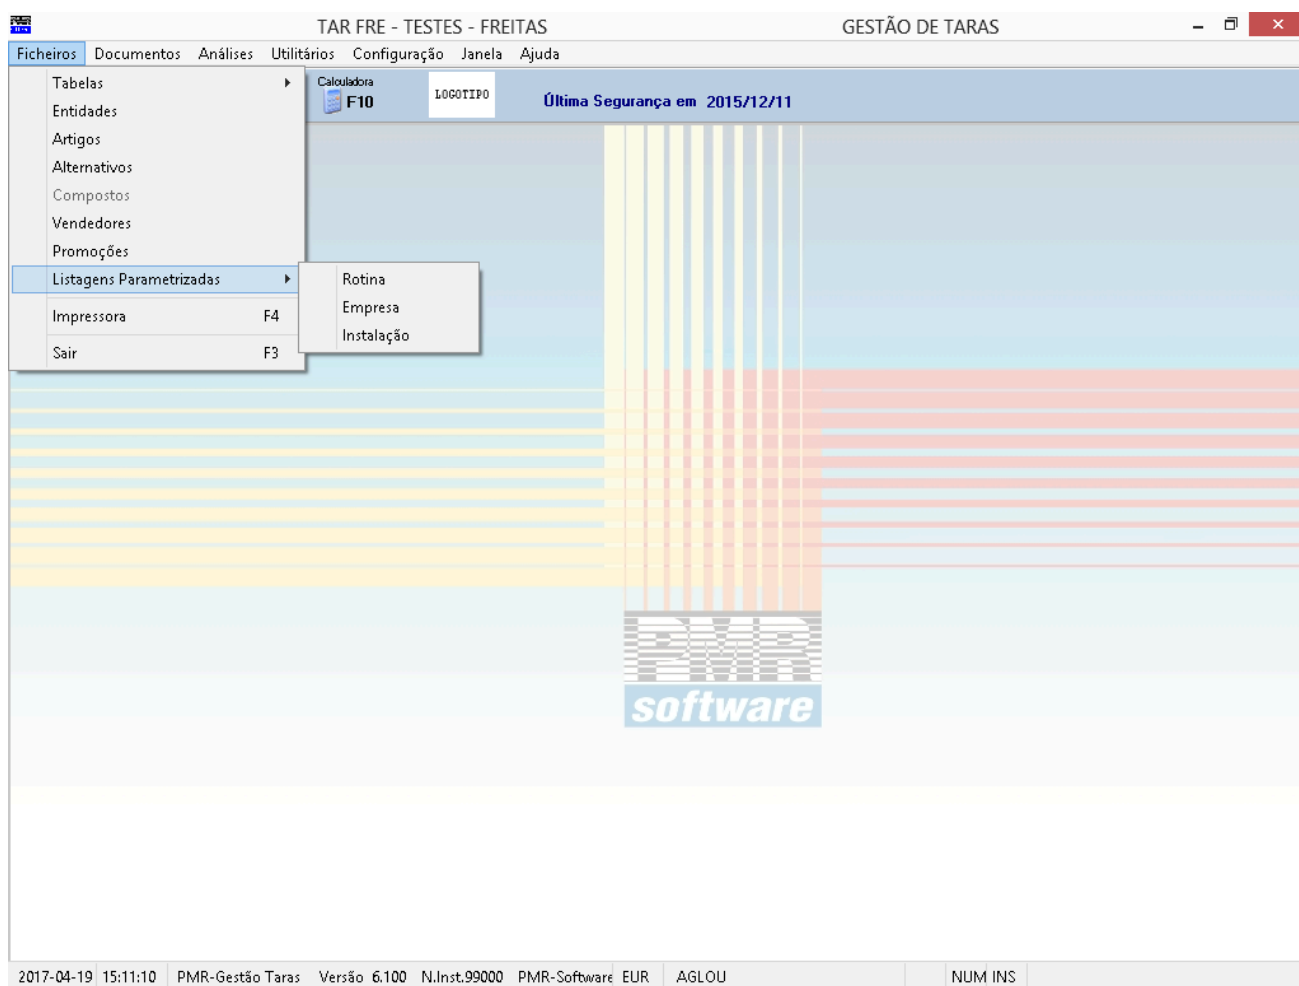 TAR FRE - TESTES - FREITAS GESTÃO DE TARAS
Ficheiros Documentos Análises Utilitários Configuração Janela Ajuda
Tabelas
Entidades
Artigos
Alternativos
Compostos
Vendedores
Promoções
Listagens Parametrizadas
Impressora F4
Sair F3
Rotina
Empresa
Instalação
Calculadora
F10
LOGOTIPO
Última Segurança em 2015/12/11
PMR
software
2017-04-19 15:11:10 PMR-Gestão Taras Versão 6.100 N.Inst.99000 PMR-Software EUR AGLOU NUM INS